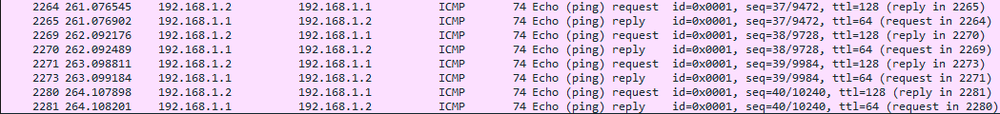 2264 261.076545 192.168.1.2 192.168.1.1 ICMP 74 Echo (ping) request id=0x0001, seq=37/9472, ttl=128 (reply in 2265)
2265 261.076902 192.168.1.1 192.168.1.2 ICMP 74 Echo (ping) reply id=0x0001, seq=37/9472, ttl=64 (request in 2264)
2269 262.092176 192.168.1.2 192.168.1.1 ICMP 74 Echo (ping) request id=0x0001, seq=38/9728, ttl=128 (reply in 2270)
2270 262.092489 192.168.1.1 192.168.1.2 ICMP 74 Echo (ping) reply id=0x0001, seq=38/9728, ttl=64 (request in 2269)
2271 263.098811 192.168.1.2 192.168.1.1 ICMP 74 Echo (ping) request id=0x0001, seq=39/9984, ttl=128 (reply in 2273)
2273 263.099184 192.168.1.1 192.168.1.2 ICMP 74 Echo (ping) reply id=0x0001, seq=39/9984, ttl=64 (request in 2271)
2280 264.107898 192.168.1.2 192.168.1.1 ICMP 74 Echo (ping) request id=0x0001, seq=40/10240, ttl=128 (reply in 2281)
2281 264.108201 192.168.1.1 192.168.1.2 ICMP 74 Echo (ping) reply id=0x0001, seq=40/10240, ttl=64 (request in 2280)